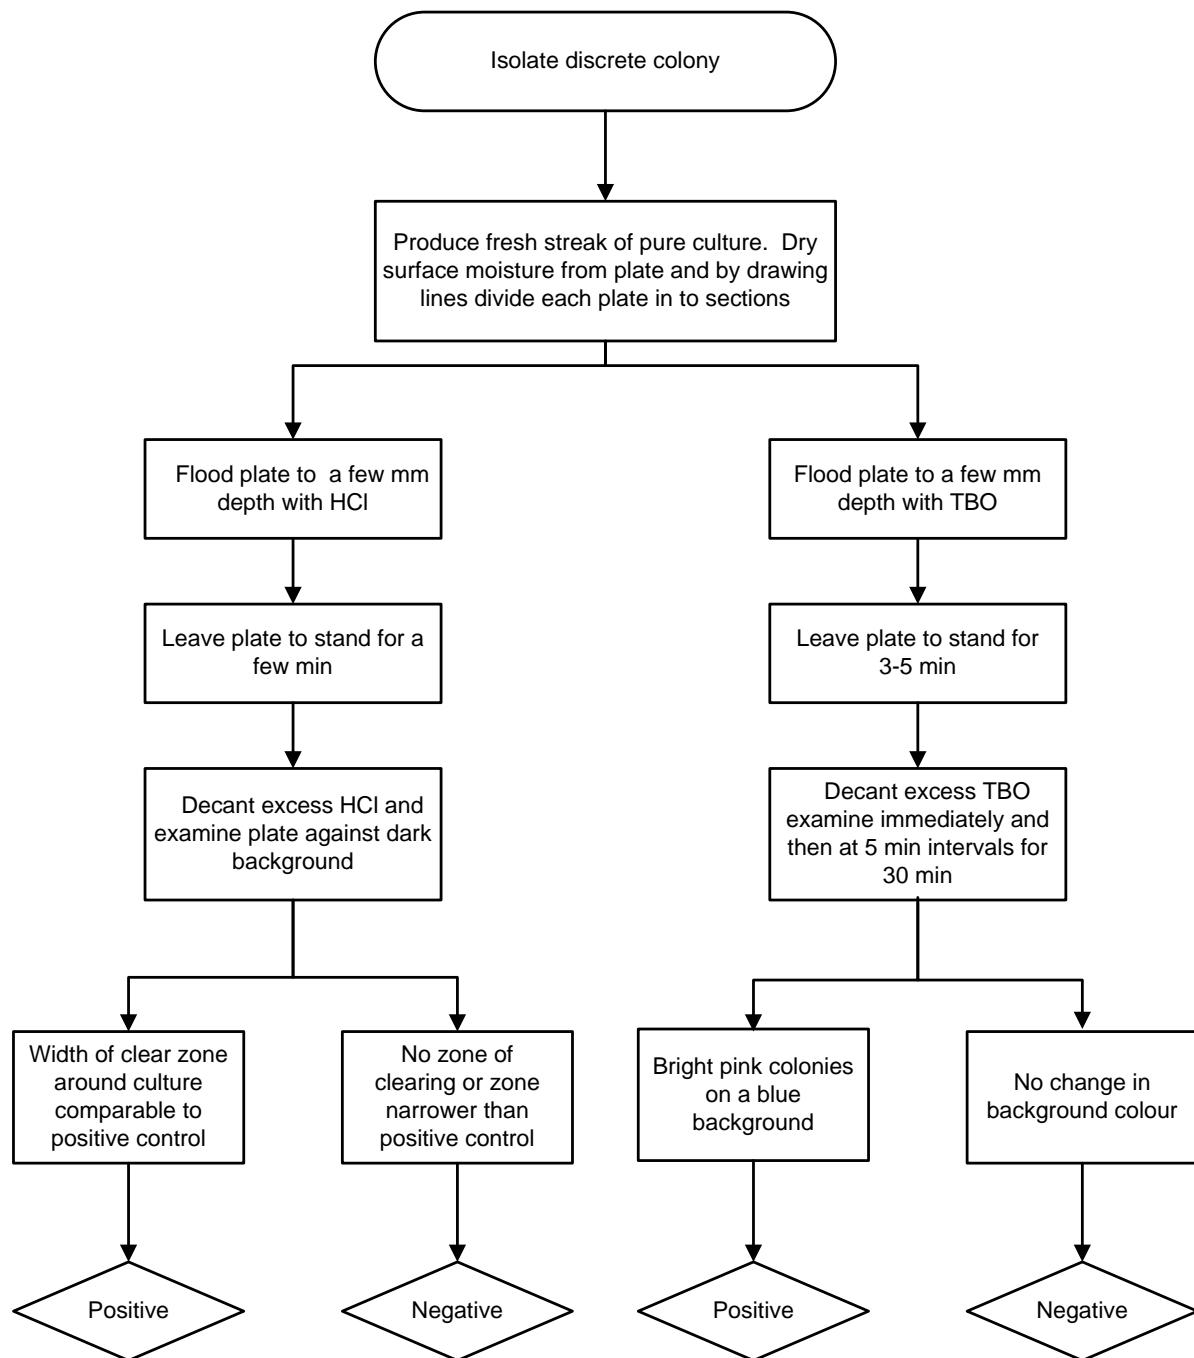 Isolate discrete colony
Produce fresh streak of pure culture.  Dry
surface moisture from plate and by drawing
lines divide each plate in to sections
Flood plate to  a few mm
depth with HCl
Flood plate to a few mm
depth with TBO
Leave plate to stand for a
few min
Leave plate to stand for
3-5 min
Decant excess HCl and
examine plate against dark
background
Decant excess TBO
examine immediately and
then at 5 min intervals for
30 min
Width of clear zone
around culture
comparable to
positive control
No zone of
clearing or zone
narrower than
positive control
Bright pink colonies
on a blue
background
No change in
background colour
Positive
Negative
Positive
Negative